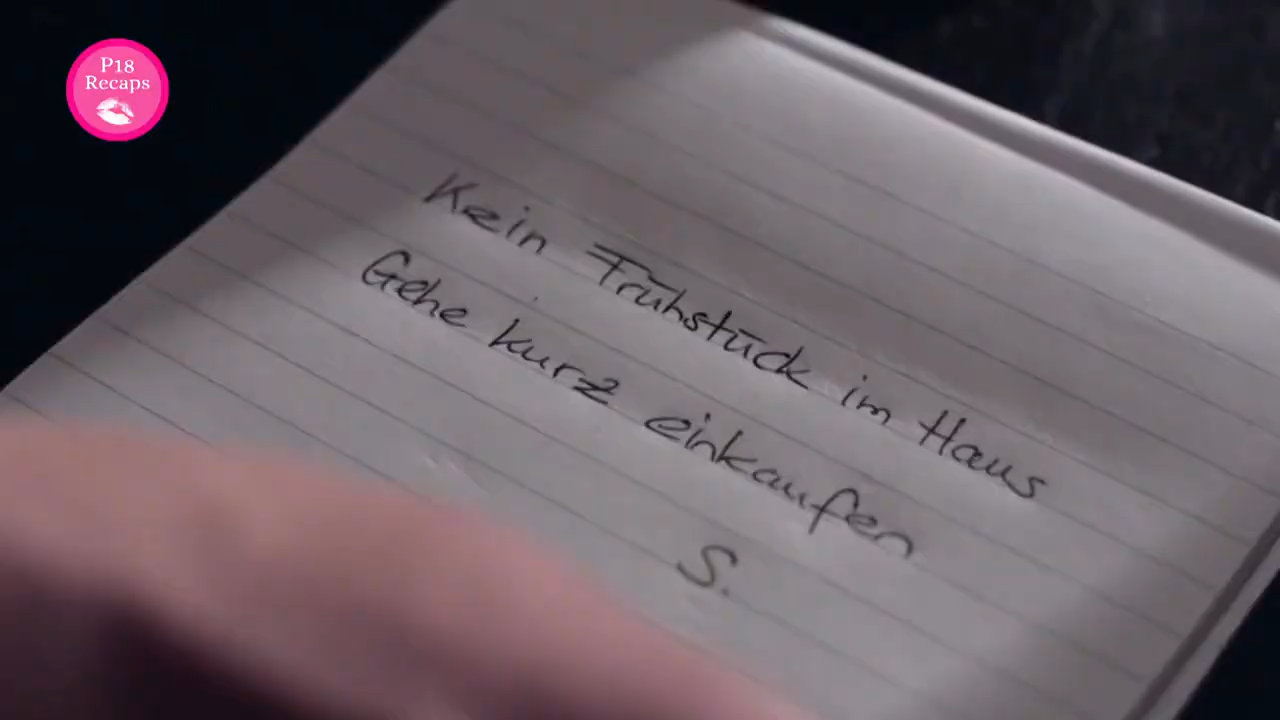 P18
Recaps
Kein Frühstück im Haus
Gehe kurz einkaufen
S.